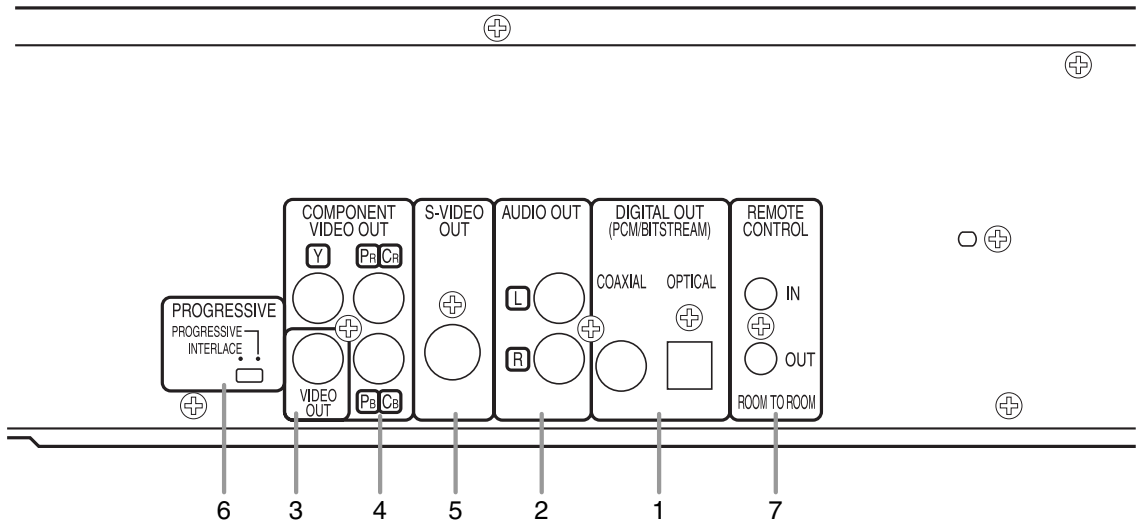 COMPONENT
VIDEO OUT
Y
PR CR
VIDEO
OUT
PB CB
S-VIDEO
OUT
AUDIO OUT
L
R
DIGITAL OUT
(PCM/BITSTREAM)
COAXIAL
OPTICAL
REMOTE
CONTROL
IN
OUT
ROOM TO ROOM
PROGRESSIVE
PROGRESSIVE
INTERLACE
6
3
4
5
2
1
7